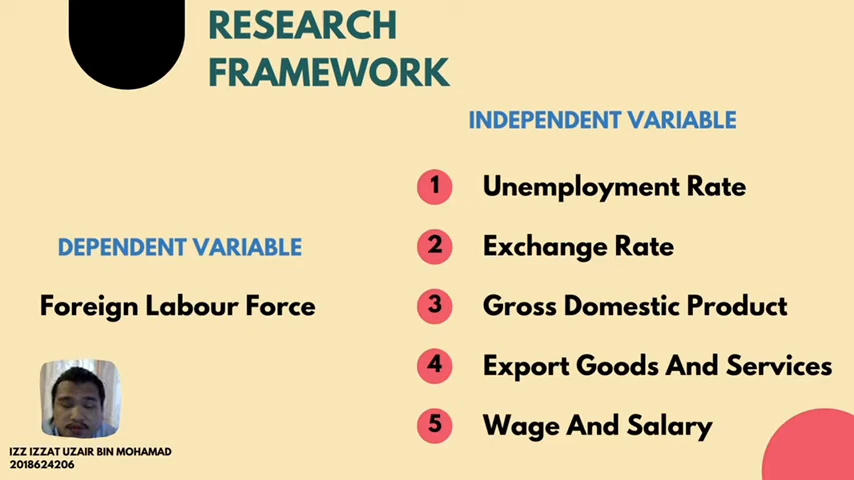 RESEARCH
FRAMEWORK
INDEPENDENT VARIABLE
1 Unemployment Rate
2 Exchange Rate
3 Gross Domestic Product
4 Export Goods And Services
5 Wage And Salary
DEPENDENT VARIABLE
Foreign Labour Force
IZZ IZZAT UZAIR BIN MOHAMAD
2018624206